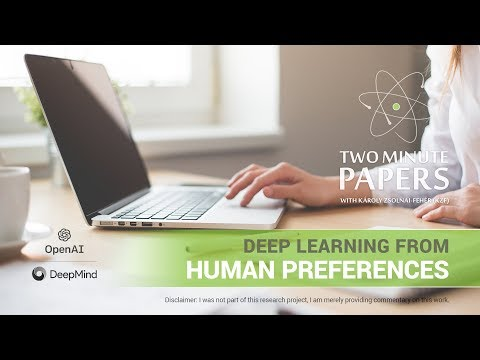 TWO MINUTE
PAPERS
WITH KÁROLY ZSOLNAI-FEHÉR (KZF)
OpenAI
DeepMind
DEEP LEARNING FROM
HUMAN PREFERENCES
Disclaimer: I was not part of this research project, I am merely providing commentary on this work.